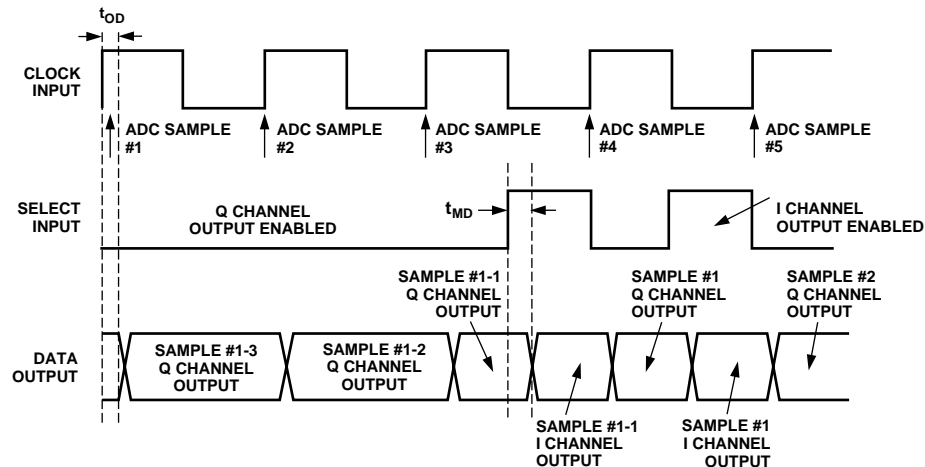 tOD
CLOCK
INPUT
ADC SAMPLE
#1
ADC SAMPLE
#2
ADC SAMPLE
#3
ADC SAMPLE
#4
ADC SAMPLE
#5
SELECT
INPUT
Q CHANNEL
OUTPUT ENABLED
tMD
I CHANNEL
OUTPUT ENABLED
SAMPLE #1-1
Q CHANNEL
OUTPUT
SAMPLE #1
Q CHANNEL
OUTPUT
SAMPLE #2
Q CHANNEL
OUTPUT
DATA
OUTPUT
SAMPLE #1-3
Q CHANNEL
OUTPUT
SAMPLE #1-2
Q CHANNEL
OUTPUT
SAMPLE #1-1
I CHANNEL
OUTPUT
SAMPLE #1
I CHANNEL
OUTPUT